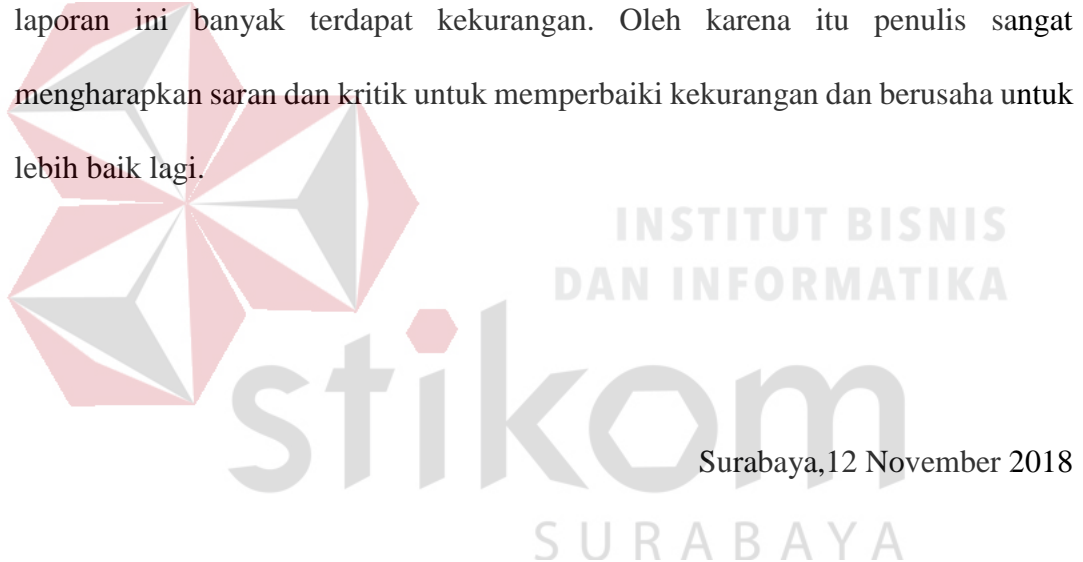 laporan ini banyak terdapat kekurangan. Oleh karena itu penulis sangat
mengharapkan saran dan kritik untuk memperbaiki kekurangan dan berusaha untuk
lebih baik lagi.
INSTITUT BISNIS
DAN INFORMATIKA
stikom
Surabaya,12 November 2018
SURABAYA